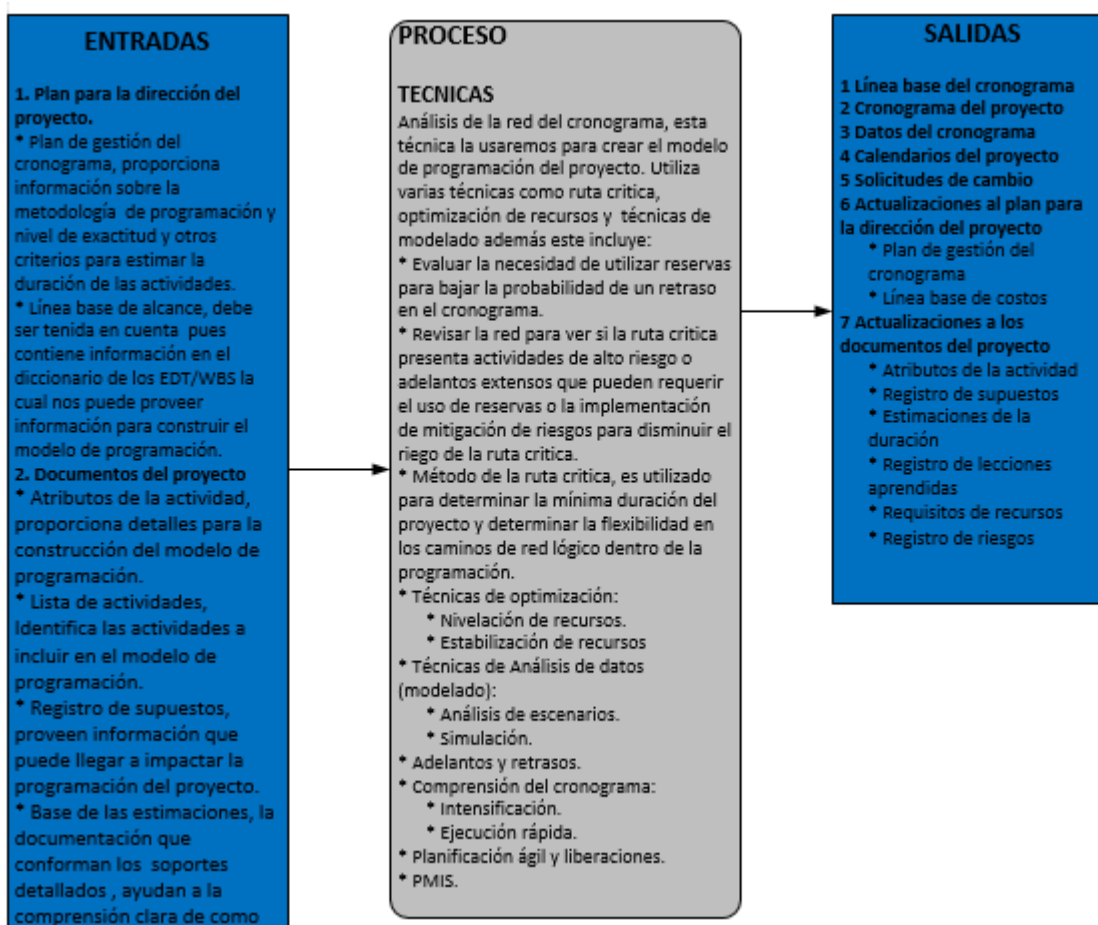 ENTRADAS
1. Plan para la dirección del
proyecto.
* Plan de gestión del
cronograma, proporciona
información sobre la
metodología de programación y
nivel de exactitud y otros
criterios para estimar la
duración de las actividades.
* Línea base de alcance, debe
ser tenida en cuenta pues
contiene información en el
diccionario de los EDT/WBS la
cual nos puede proveer
información para construir el
modelo de programación.
2. Documentos del proyecto
* Atributos de la actividad,
proporciona detalles para la
construcción del modelo de
programación.
* Lista de actividades,
Identifica las actividades a
incluir en el modelo de
programación.
* Registro de supuestos,
proveen información que
puede llegar a impactar la
programación del proyecto.
* Base de las estimaciones, la
documentación que
conforman los soportes
detallados , ayudan a la
comprensión clara de como
PROCESO
TECNICAS
Análisis de la red del cronograma, esta
técnica la usaremos para crear el modelo
de programación del proyecto. Utiliza
varias técnicas como ruta critica,
optimización de recursos y técnicas de
modelado además este incluye:
* Evaluar la necesidad de utilizar reservas
para bajar la probabilidad de un retraso
en el cronograma.
* Revisar la red para ver si la ruta critica
presenta actividades de alto riesgo o
adelantos extensos que pueden requerir
el uso de reservas o la implementación
de mitigación de riesgos para disminuir el
riego de la ruta critica.
* Método de la ruta critica, es utilizado
para determinar la mínima duración del
proyecto y determinar la flexibilidad en
los caminos de red lógico dentro de la
programación.
* Técnicas de optimización:
* Nivelación de recursos.
* Estabilización de recursos
* Técnicas de Análisis de datos
(modelado):
* Análisis de escenarios.
* Simulación.
* Adelantos y retrasos.
* Comprensión del cronograma:
* Intensificación.
* Ejecución rápida.
* Planificación ágil y liberaciones.
* PMIS.
SALIDAS
1 Línea base del cronograma
2 Cronograma del proyecto
3 Datos del cronograma
4 Calendarios del proyecto
5 Solicitudes de cambio
6 Actualizaciones al plan para
la dirección del proyecto
* Plan de gestión del
cronograma
* Línea base de costos
7 Actualizaciones a los
documentos del proyecto
* Atributos de la actividad
* Registro de supuestos
* Estimaciones de la
duración
* Registro de lecciones
aprendidas
* Requisitos de recursos
* Registro de riesgos